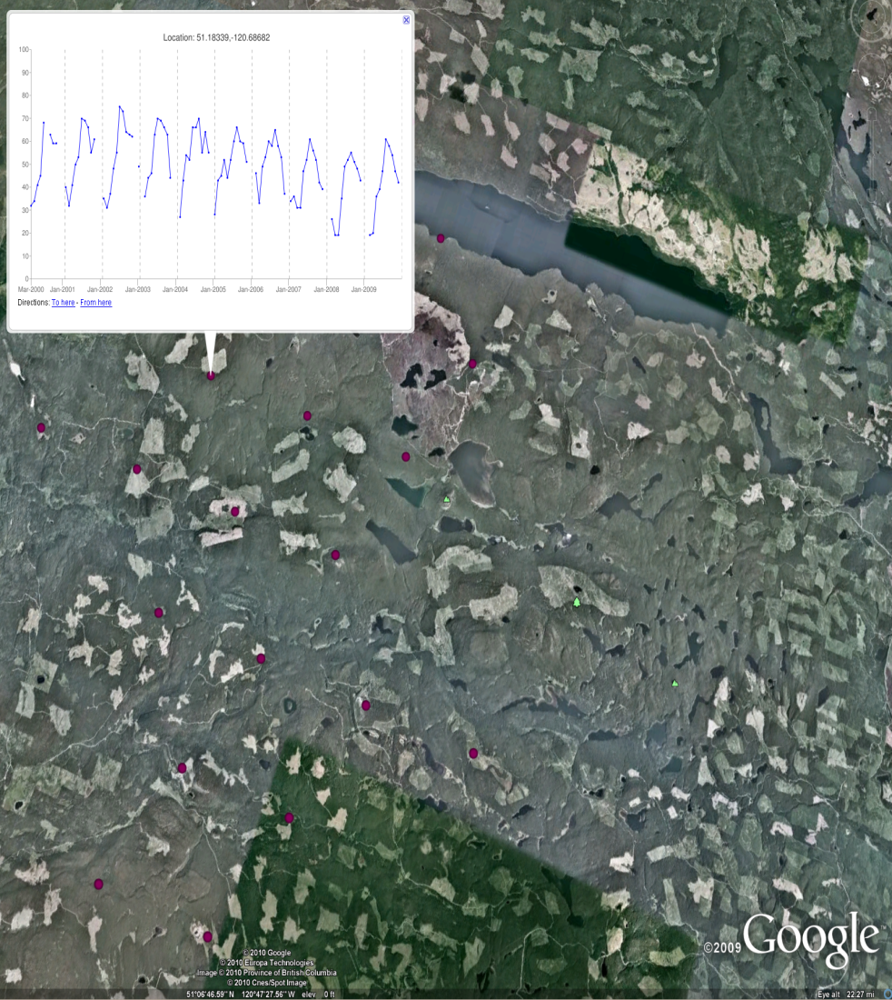 Location: 51.18339,-120.68682
100
90
80
70
60
50
40
30
20
10
0
Mar-2000 Jan-2001 Jan-2002 Jan-2003 Jan-2004 Jan-2005 Jan-2006 Jan-2007 Jan-2008 Jan-2009
Directions: To here - From here
©2009 Google™
© 2010 Google
© 2010 Europa Technologies
Image © 2010 Province of British Columbia
© 2010 Cnes/Spot Image
51°06'46.59" N 120°47'27.56" W elev 0 ft
Eye alt 22.27 mi